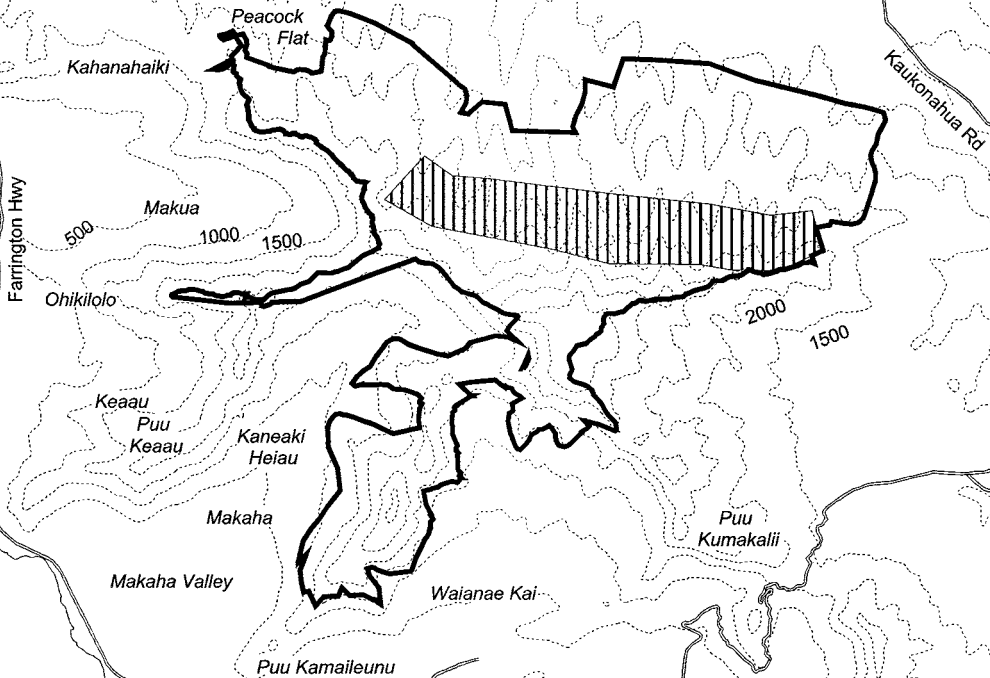 Peacock
Flat
Kahanahaiki
Kaukonahua Rd
Farrington Hwy
Makua
500
1000
1500
Ohikilolo
2000
1500
Keaau
Puu
Keaau
Kaneaki
Heiau
Makaha
Puu
Kumakalii
Makaha Valley
Waianae Kai
Puu Kamaileunu